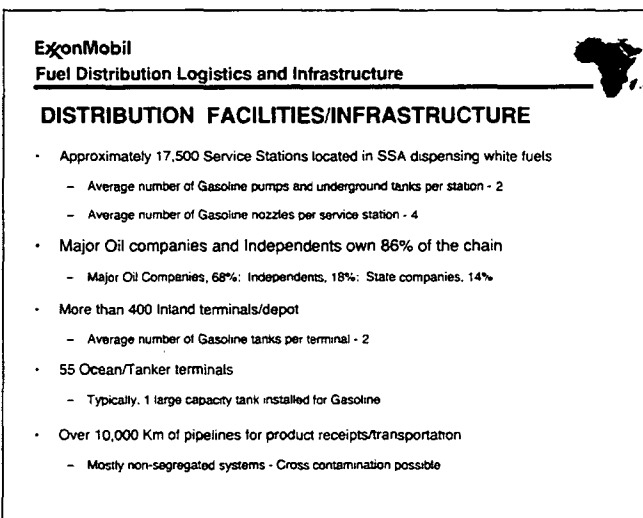 ExxonMobil
Fuel Distribution Logistics and Infrastructure
DISTRIBUTION FACILITIES/INFRASTRUCTURE
· Approximately 17,500 Service Stations located in SSA dispensing white fuels
– Average number of Gasoline pumps and underground tanks per station - 2
– Average number of Gasoline nozzles per service station - 4
· Major Oil companies and Independents own 86% of the chain
– Major Oil Companies, 68%: Independents, 18%: State companies, 14%
· More than 400 Inland terminals/depot
– Average number of Gasoline tanks per terminal - 2
· 55 Ocean/Tanker terminals
– Typically, 1 large capacity tank installed for Gasoline
· Over 10,000 Km of pipelines for product receipts/transportation
– Mostly non-segregated systems - Cross contamination possible